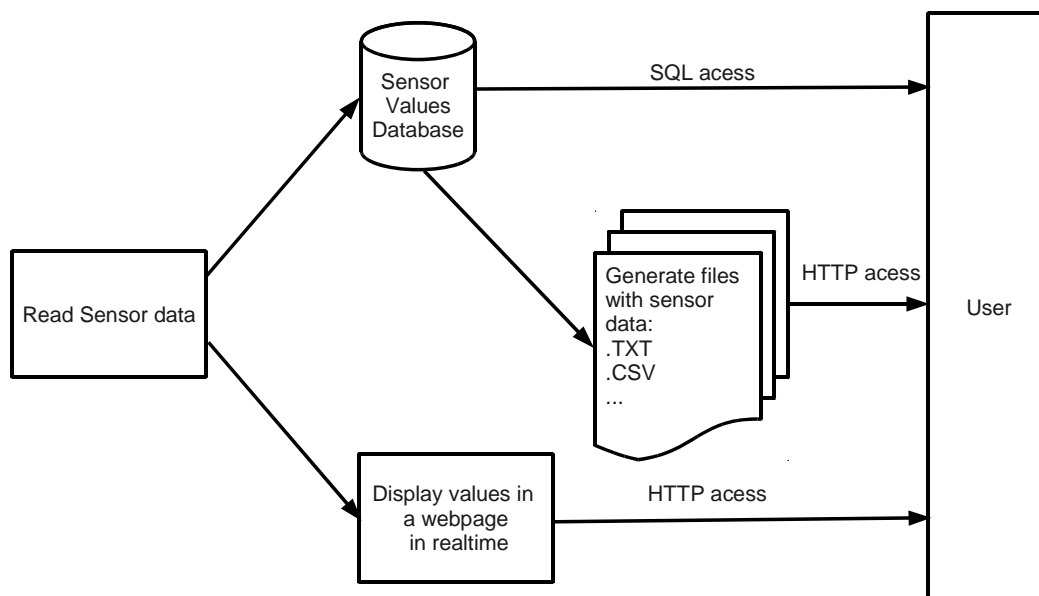 Sensor
Values
Database
SQL acess
Generate files
with sensor
data:
.TXT
.CSV
...
HTTP acess
User
Read Sensor data
Display values in
a webpage
in realtime
HTTP acess